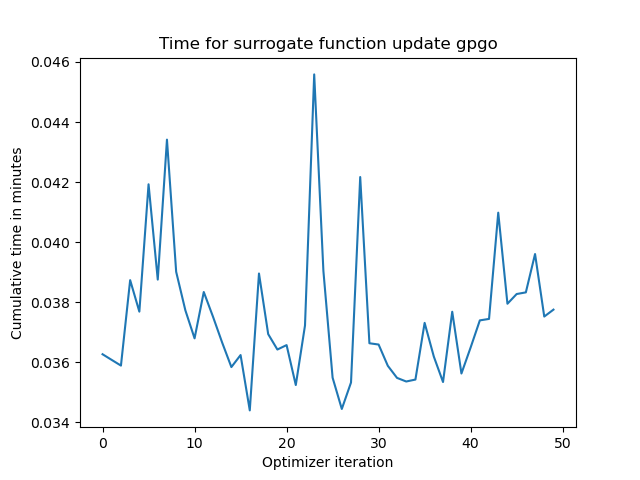 Time for surrogate function update gpgo
Cumulative time in minutes
0.046
0.044
0.042
0.040
0.038
0.036
0.034
0 10 20 30 40 50
Optimizer iteration